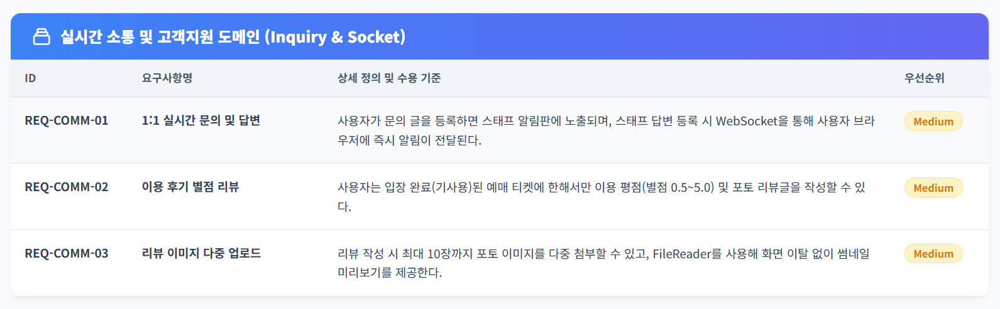 실시간 소통 및 고객지원 도메인 (Inquiry & Socket)
ID 요구사항명 상세 정의 및 수용 기준 우선순위
REQ-COMM-01 1:1 실시간 문의 및 답변 사용자가 문의 글을 등록하면 스태프 알림판에 노출되며, 스태프 답변 등록 시 WebSocket을 통해 사용자 브라 Medium
우저에 즉시 알림이 전달된다.
REQ-COMM-02 이용 후기 별점 리뷰 사용자는 입장 완료(기사용)된 예매 티켓에 한해서만 이용 평점(별점 0.5~5.0) 및 포토 리뷰글을 작성할 수 있 Medium
다.
REQ-COMM-03 리뷰 이미지 다중 업로드 리뷰 작성 시 최대 10장까지 포토 이미지를 다중 첨부할 수 있고, FileReader를 사용해 화면 이탈 없이 썸네일 Medium
미리보기를 제공한다.